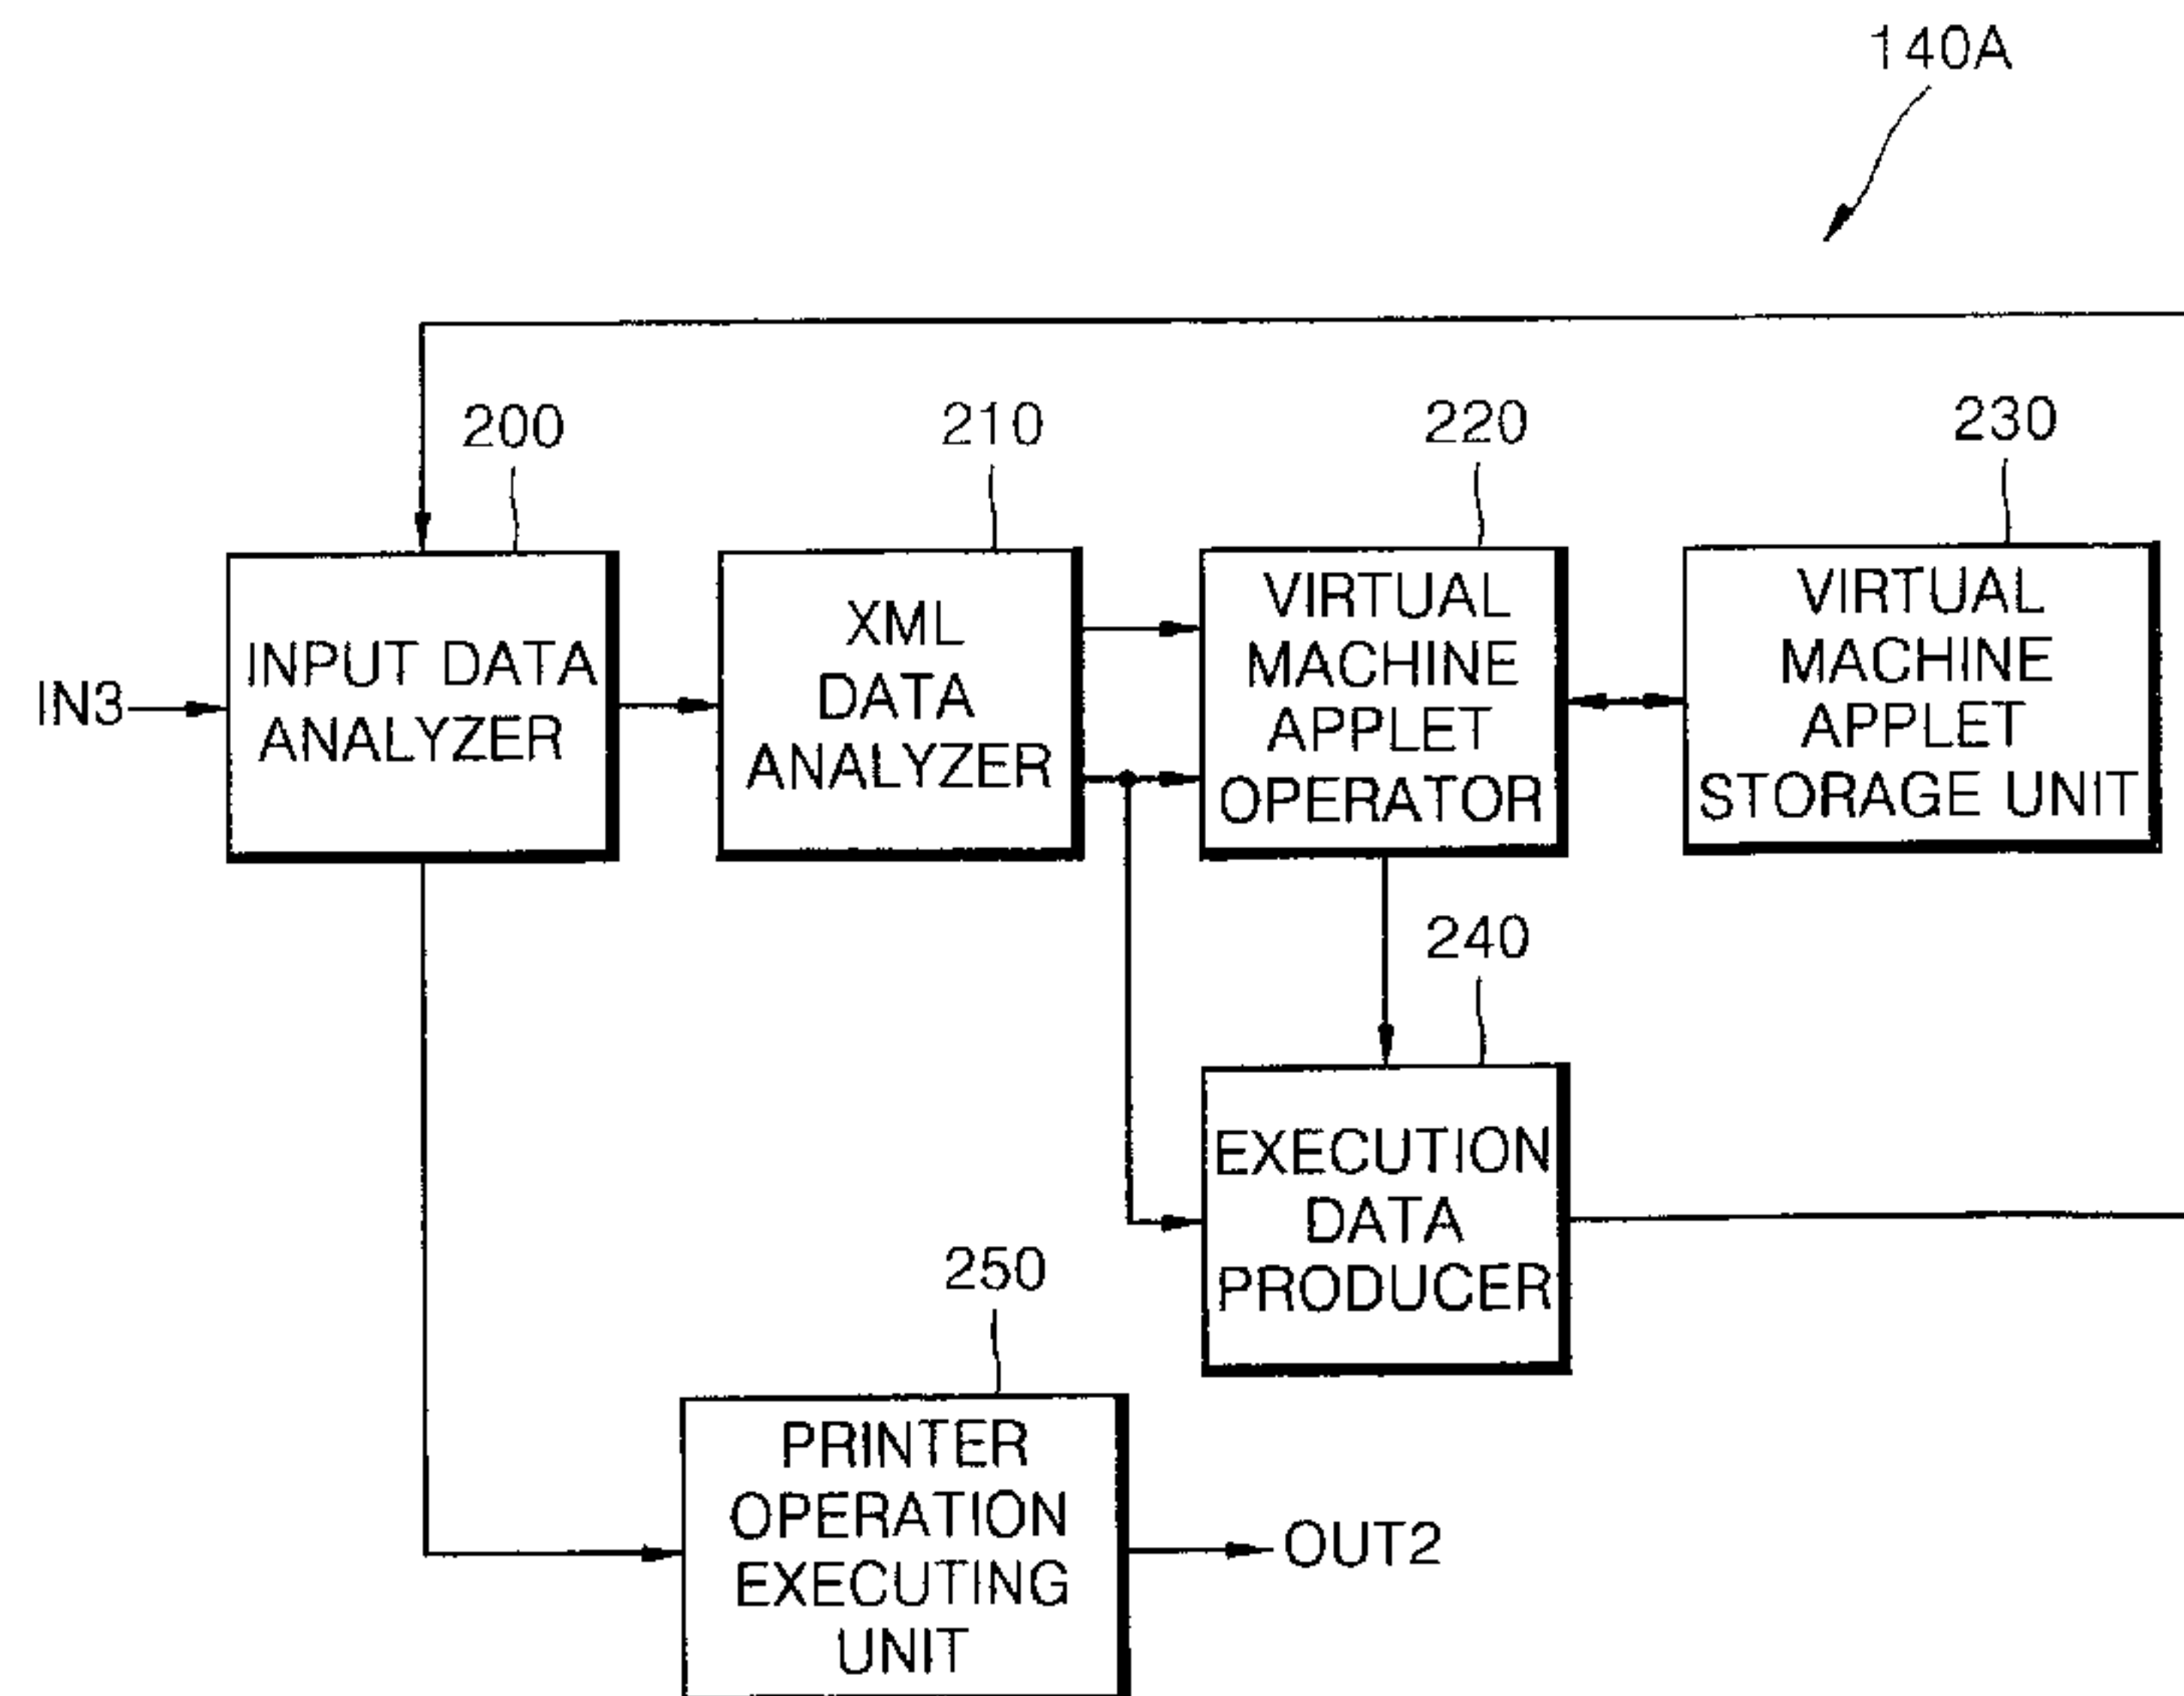 140A
200
210
220
230
IN3
INPUT DATA
ANALYZER
XML
DATA
ANALYZER
VIRTUAL
MACHINE
APPLET
OPERATOR
VIRTUAL
MACHINE
APPLET
STORAGE UNIT
240
EXECUTION
DATA
PRODUCER
250
PRINTER
OPERATION
EXECUTING
UNIT
OUT2